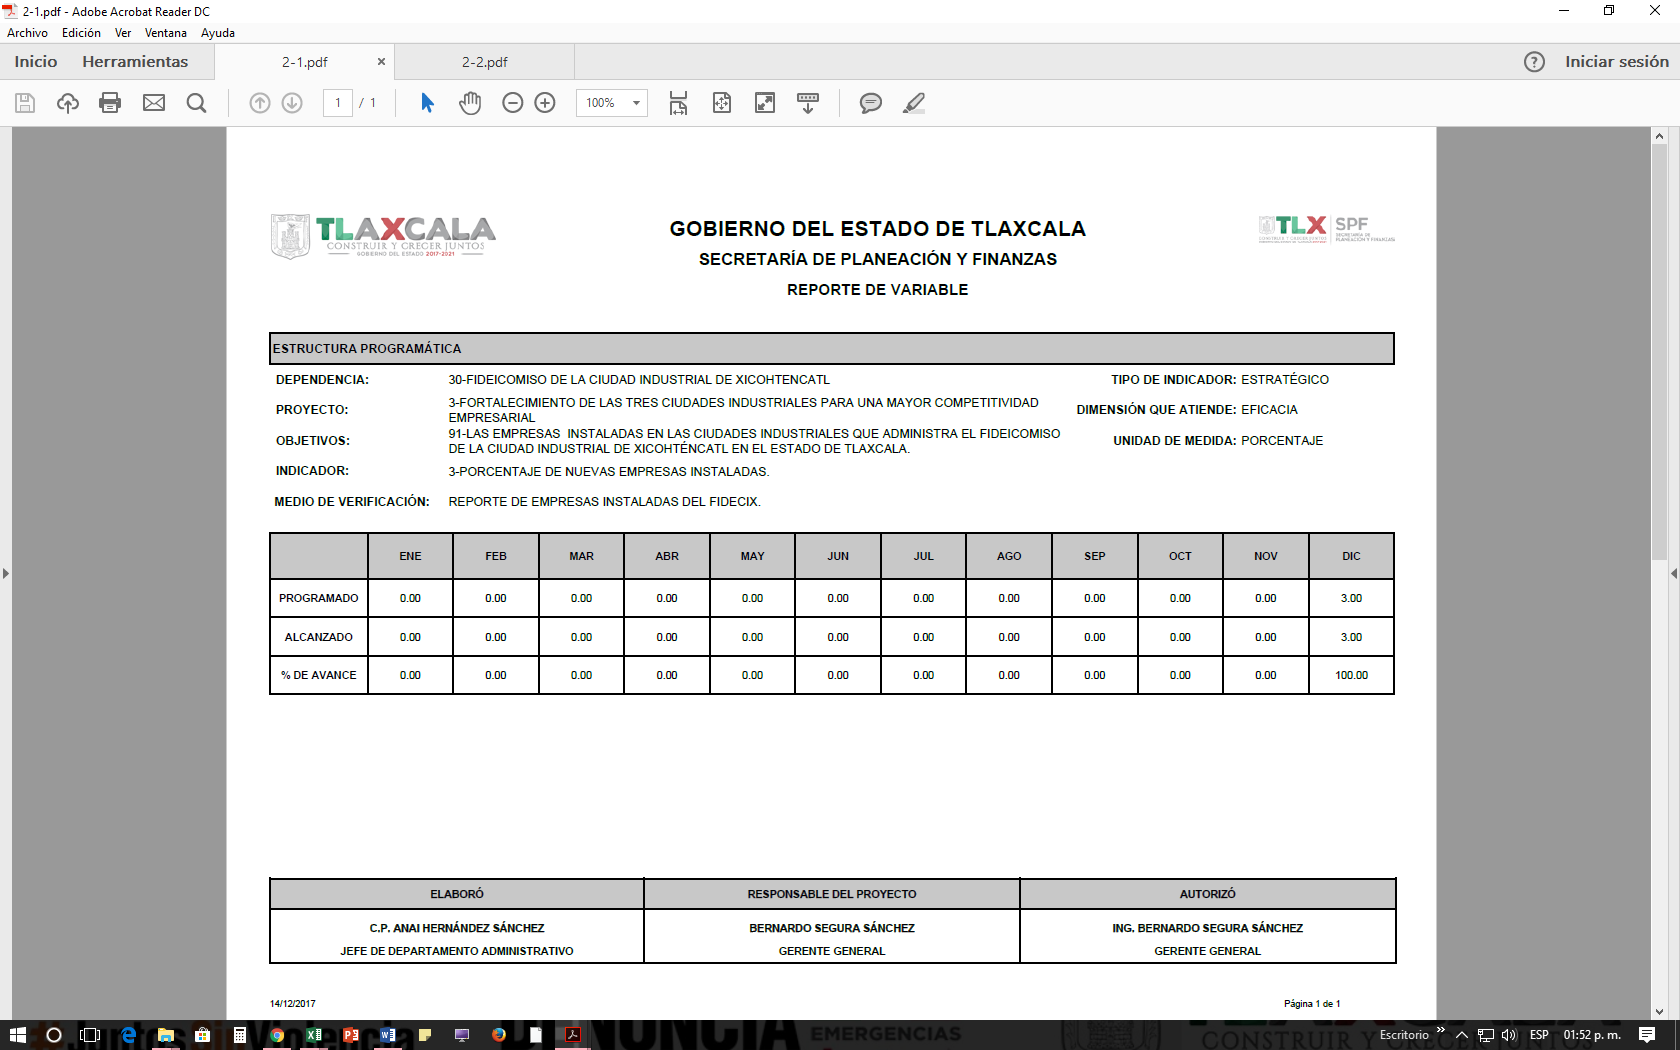 2-1.pdf - Adobe Acrobat Reader DC
Archivo Edición Ver Ventana Ayuda
Inicio Herramientas 2-1.pdf × 2-2.pdf ? Iniciar sesión
1 / 1 100%
TLAXCALA
CONSTRUIR Y CRECER JUNTOS
GOBIERNO DEL ESTADO 2017-2021
GOBIERNO DEL ESTADO DE TLAXCALA
SECRETARÍA DE PLANEACIÓN Y FINANZAS
REPORTE DE VARIABLE
TLX SPF
SECRETARÍA DE
PLANEACIÓN Y FINANZAS
ESTRUCTURA PROGRAMÁTICA
DEPENDENCIA: 30-FIDEICOMISO DE LA CIUDAD INDUSTRIAL DE XICOHTENCATL TIPO DE INDICADOR: ESTRATÉGICO
PROYECTO: 3-FORTALECIMIENTO DE LAS TRES CIUDADES INDUSTRIALES PARA UNA MAYOR COMPETITIVIDAD
EMPRESARIAL DIMENSIÓN QUE ATIENDE: EFICACIA
OBJETIVOS: 91-LAS EMPRESAS INSTALADAS EN LAS CIUDADES INDUSTRIALES QUE ADMINISTRA EL FIDEICOMISO
DE LA CIUDAD INDUSTRIAL DE XICOHTÉNCATL EN EL ESTADO DE TLAXCALA. UNIDAD DE MEDIDA: PORCENTAJE
INDICADOR: 3-PORCENTAJE DE NUEVAS EMPRESAS INSTALADAS.
MEDIO DE VERIFICACIÓN: REPORTE DE EMPRESAS INSTALADAS DEL FIDECIX.
ENE FEB MAR ABR MAY JUN JUL AGO SEP OCT NOV DIC
PROGRAMADO 0.00 0.00 0.00 0.00 0.00 0.00 0.00 0.00 0.00 0.00 0.00 3.00
ALCANZADO 0.00 0.00 0.00 0.00 0.00 0.00 0.00 0.00 0.00 0.00 0.00 3.00
% DE AVANCE 0.00 0.00 0.00 0.00 0.00 0.00 0.00 0.00 0.00 0.00 0.00 100.00
ELABORÓ RESPONSABLE DEL PROYECTO AUTORIZÓ
C.P. ANAI HERNÁNDEZ SÁNCHEZ BERNARDO SEGURA SÁNCHEZ ING. BERNARDO SEGURA SÁNCHEZ
JEFE DE DEPARTAMENTO ADMINISTRATIVO GERENTE GENERAL GERENTE GENERAL
14/12/2017 Página 1 de 1
EMERGENCIAS
Escritorio » ESP 01:52 p. m.